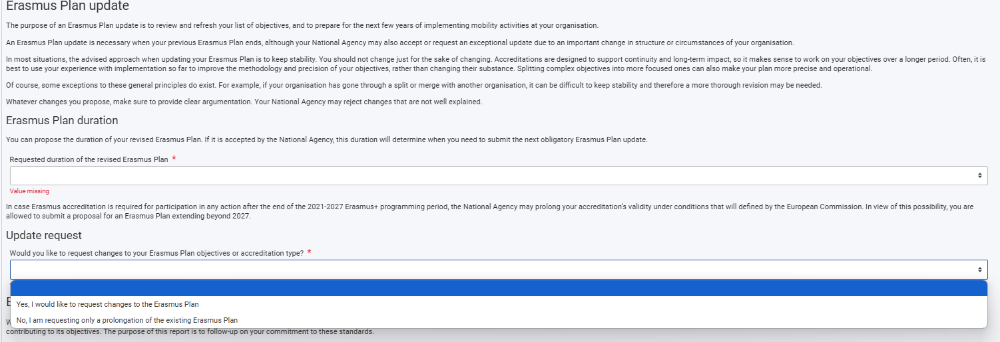 Erasmus Plan update
The purpose of an Erasmus Plan update is to review and refresh your list of objectives, and to prepare for the next few years of implementing mobility activities at your organisation.
An Erasmus Plan update is necessary when your previous Erasmus Plan ends, although your National Agency may also accept or request an exceptional update due to an important change in structure or circumstances of your organisation.
In most situations, the advised approach when updating your Erasmus Plan is to keep stability. You should not change just for the sake of changing. Accreditations are designed to support continuity and long-term impact, so it makes sense to work on your objectives over a longer period. Often, it is
best to use your experience with implementation so far to improve the methodology and precision of your objectives, rather than changing their substance. Splitting complex objectives into more focused ones can also make your plan more precise and operational.
Of course, some exceptions to these general principles do exist. For example, if your organisation has gone through a split or merge with another organisation, it can be difficult to keep stability and therefore a more thorough revision may be needed.
Whatever changes you propose, make sure to provide clear argumentation. Your National Agency may reject changes that are not well explained.
Erasmus Plan duration
You can propose the duration of your revised Erasmus Plan. If it is accepted by the National Agency, this duration will determine when you need to submit the next obligatory Erasmus Plan update.
Requested duration of the revised Erasmus Plan *
Value missing
In case Erasmus accreditation is required for participation in any action after the end of the 2021-2027 Erasmus+ programming period, the National Agency may prolong your accreditation's validity under conditions that will defined by the European Commission. In view of this possibility, you are
allowed to submit a proposal for an Erasmus Plan extending beyond 2027.
Update request
Would you like to request changes to your Erasmus Plan objectives or accreditation type? *
Yes, I would like to request changes to the Erasmus Plan
No, I am requesting only a prolongation of the existing Erasmus Plan
contributing to its objectives. The purpose of this report is to follow-up on your commitment to these standards.